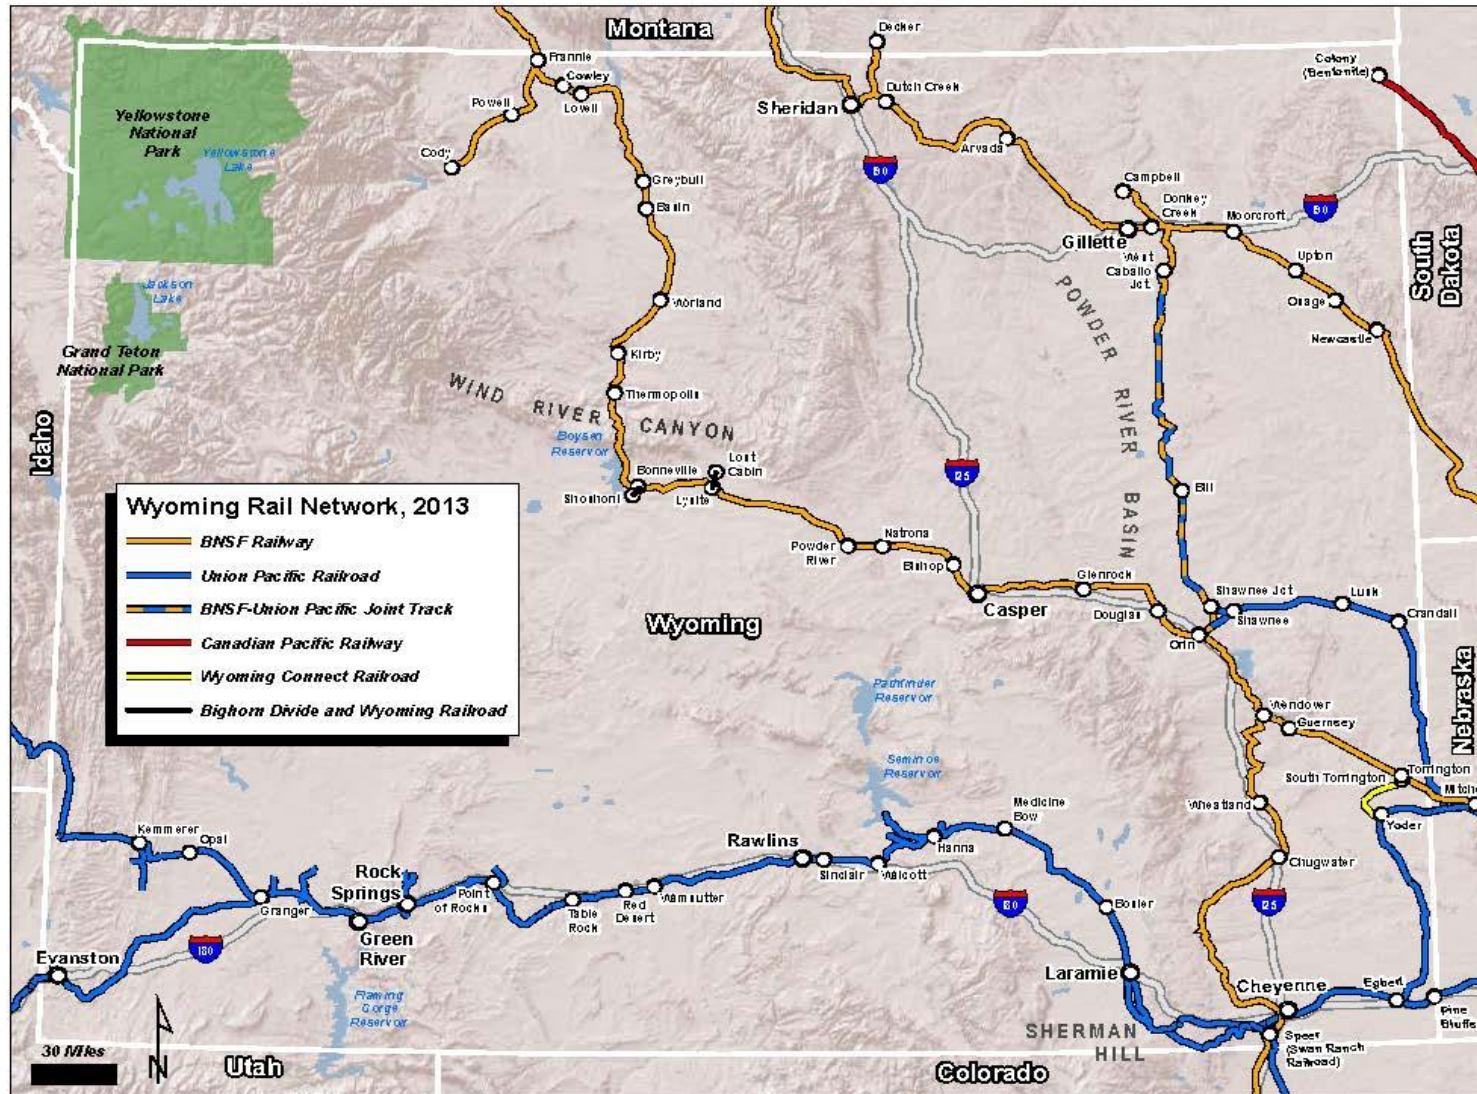 Montana
Decker
Frannie
Cowley
Powell
Lovell
Sheridan
Dutch Creek
Colony
(Bentonite)
Yellowstone
National
Park
Yellowstone
Lake
Cody
Arvada
90
Campbell
Greybull
Basin
Donkey
Creek
Moorcroft
90
Gillette
West
Caballo
Jct
Upton
South
Dakota
Jackson
Lake
Worland
Osage
Newcastle
Grand Teton
National Park
Kirby
POWDER RIVER BASIN
Thermopolis
WIND RIVER CANYON
Idaho
Boysen
Reservoir
Bonneville
Lost
Cabin
Shoshoni
Lysite
25
Bill
Wyoming Rail Network, 2013
BNSF Railway
Union Pacific Railroad
BNSF-Union Pacific Joint Track
Canadian Pacific Railway
Wyoming Connect Railroad
Bighorn Divide and Wyoming Railroad
Powder
River
Natrona
Bishop
Glenrock
Casper
Douglas
Shawnee Jct
Shawnee
Lusk
Crandall
Orin
Wyoming
Nebraska
Pathfinder
Reservoir
Wendover
Guernsey
Seminoe
Reservoir
South Torrington
Torrington
Mitche
Wheatland
Yoder
Kemmerer
Opal
Medicine
Bow
Hanna
Rawlins
Sinclair
Walcott
Chugwater
Rock
Springs
Point
of Rocks
Granger
Green
River
Table
Rock
Red
Desert
Wamsutter
80
Bosler
25
Evanston
80
Laramie
Cheyenne
Egbert
Pine
Bluffs
Flaming
Gorge
Reservoir
SHERMAN
HILL
Speer
(Swan Ranch
Railroad)
30 Miles
N
Utah
Colorado